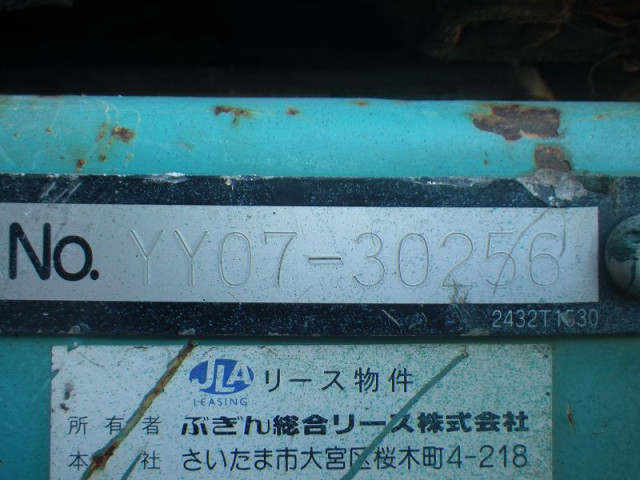 No. YY07-30256
2432T1530
JLA リース物件
LEASING
所有者 ぶぎん総合リース株式会社
本社 さいたま市大宮区桜木町4-218